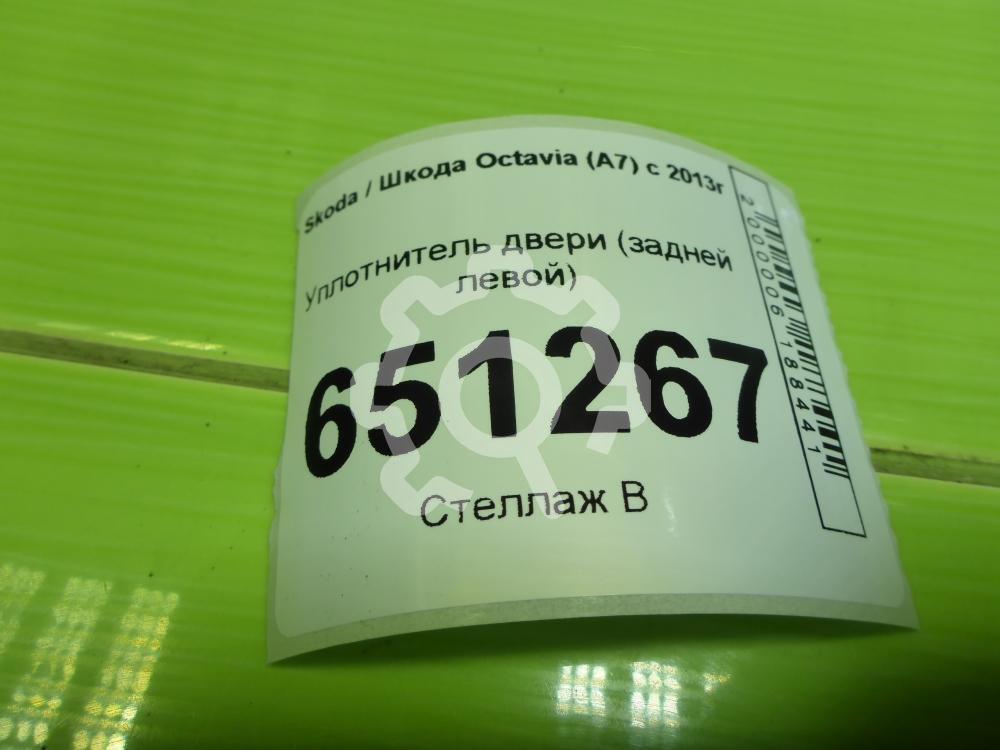 Skoda / Шкода Octavia (A7) с 2013г
Уплотнитель двери (задней
левой)
651267
Стеллаж В
2000006188441